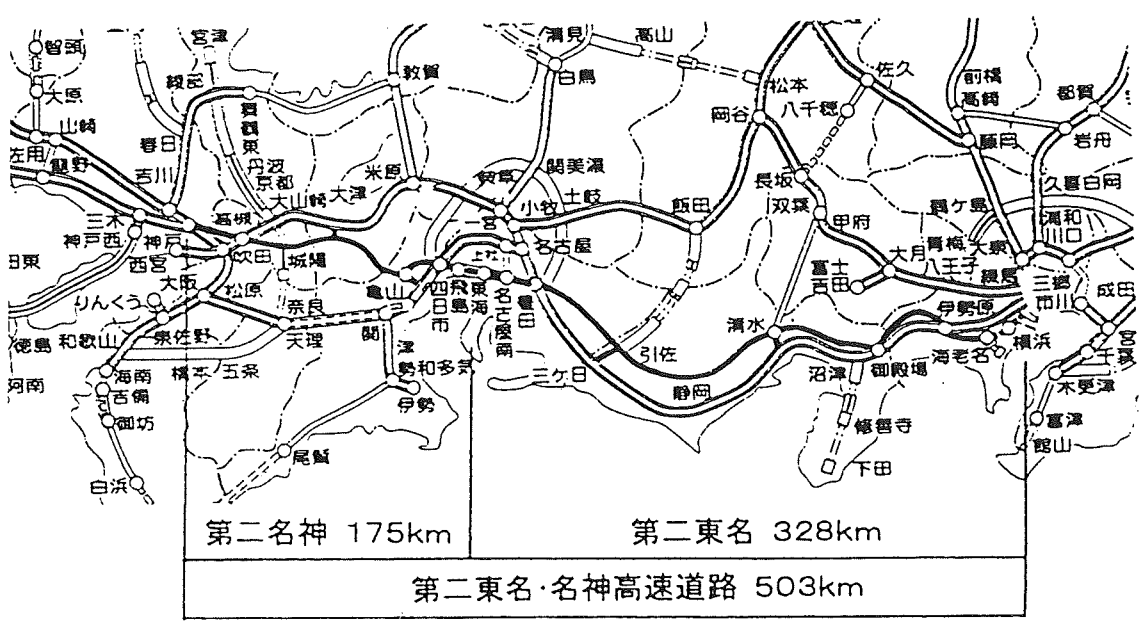 智頭
宮津
清見
高山
大原
綾部
敦賀
白鳥
松本
佐久
前橋
高崎
都賀
山崎
舞鶴東
岡谷
八千穂
藤岡
岩舟
佐用
春日
丹波
米原
岐阜
関美濃
長坂
久喜白岡
吉川
京都
大山崎
大津
小牧
土岐
飯田
双葉
甲府
鶴ヶ島
浦和
川口
三木
高槻
一宮
青梅
大泉
神戸西
神戸
吹田
城陽
名古屋
大月
八王子
練馬
西宮
亀山
四日市
飛島
東海
名古屋南
豊田
富士吉田
三郷
市川
成田
大阪
松原
奈良
伊勢原
りんくう
天理
関
清水
海老名
横浜
徳島
和歌山
泉佐野
津
引佐
沼津
御殿場
千葉
阿南
海南
橋本
五条
勢和多気
三ケ日
静岡
木更津
吉備
伊勢
御坊
修善寺
富津
尾鷲
館山
白浜
下田
第二名神 175km
第二東名 328km
第二東名・名神高速道路 503km